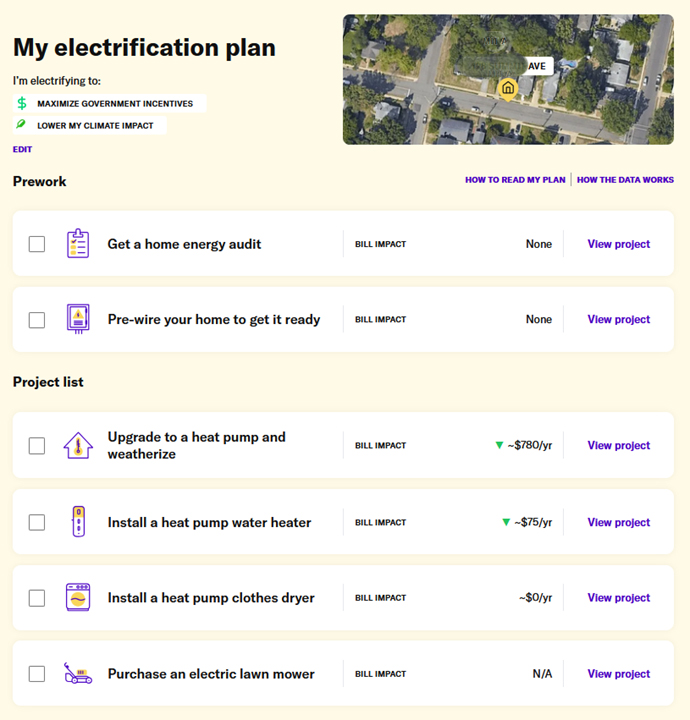 My electrification plan
I'm electrifying to:
MAXIMIZE GOVERNMENT INCENTIVES
LOWER MY CLIMATE IMPACT
EDIT
AVE
Prework
HOW TO READ MY PLAN
HOW THE DATA WORKS
Get a home energy audit
BILL IMPACT
None
View project
Pre-wire your home to get it ready
BILL IMPACT
None
View project
Project list
Upgrade to a heat pump and
weatherize
BILL IMPACT
~$780/yr
View project
Install a heat pump water heater
BILL IMPACT
~$75/yr
View project
Install a heat pump clothes dryer
BILL IMPACT
~$0/yr
View project
Purchase an electric lawn mower
BILL IMPACT
N/A
View project